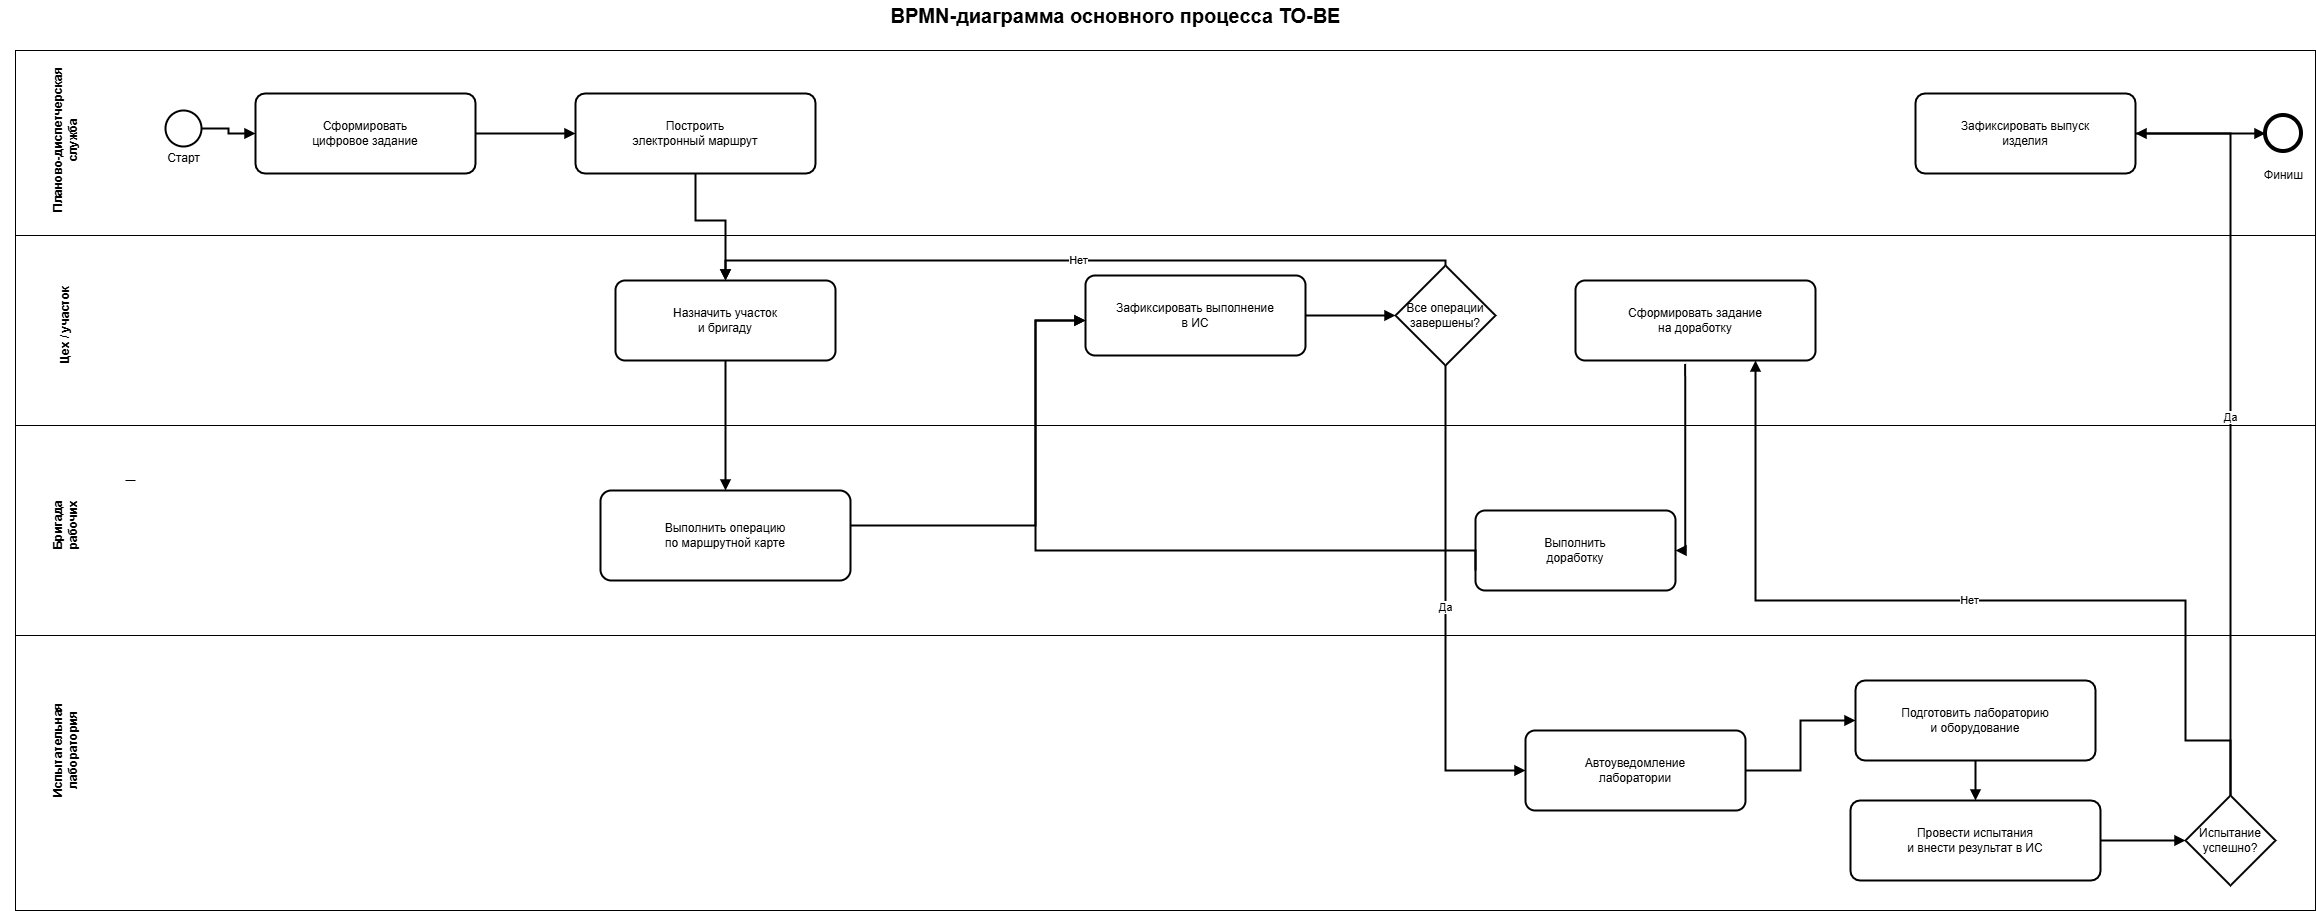 BPMN-диаграмма основного процесса TO-BE
Планово-диспетчерская
служба
Старт
Сформировать
цифровое задание
Построить
электронный маршрут
Зафиксировать выпуск
изделия
Финиш
Цех / участок
Нет
Назначить участок
и бригаду
Зафиксировать выполнение
в ИС
Все операции
завершены?
Сформировать задание
на доработку
Да
Бригада
рабочих
Выполнить операцию
по маршрутной карте
Выполнить
доработку
Да
Нет
Испытательная
лаборатория
Автоуведомление
лаборатории
Подготовить лабораторию
и оборудование
Провести испытания
и внести результат в ИС
Испытание
успешно?